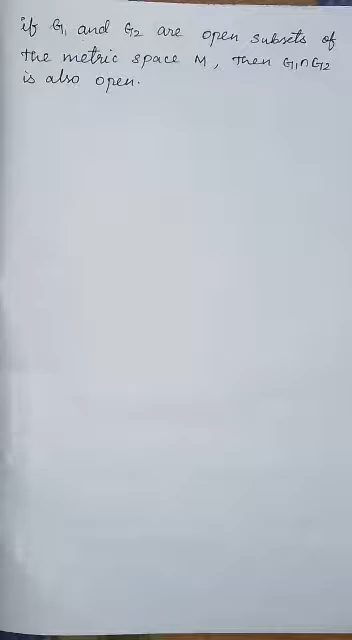 if G₁ and G₂ are open subsets of
the metric space M, then G₁∩G₂
is also open.